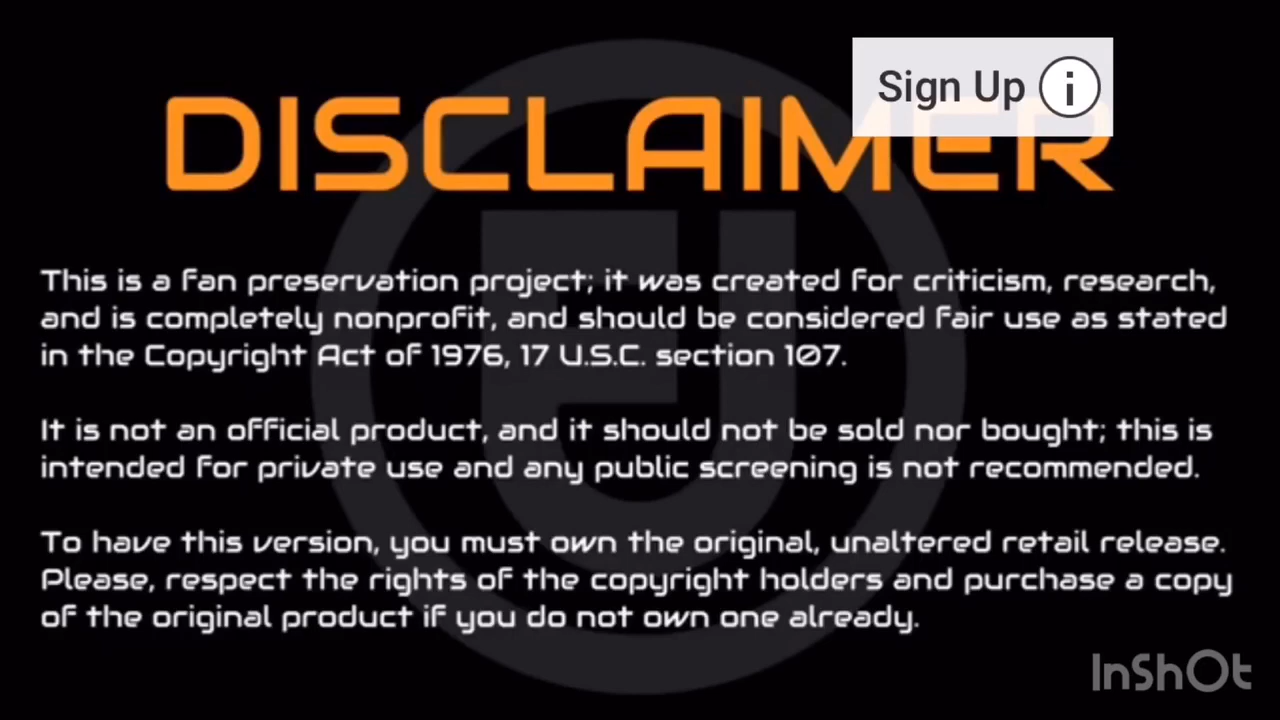 Sign Up i
DISCLAIMER
This is a fan preservation project; it was created for criticism, research,
and is completely nonprofit, and should be considered fair use as stated
in the Copyright Act of 1976, 17 U.S.C. section 107.
It is not an official product, and it should not be sold nor bought; this is
intended for private use and any public screening is not recommended.
To have this version, you must own the original, unaltered retail release.
Please, respect the rights of the copyright holders and purchase a copy
of the original product if you do not own one already.
InShOt